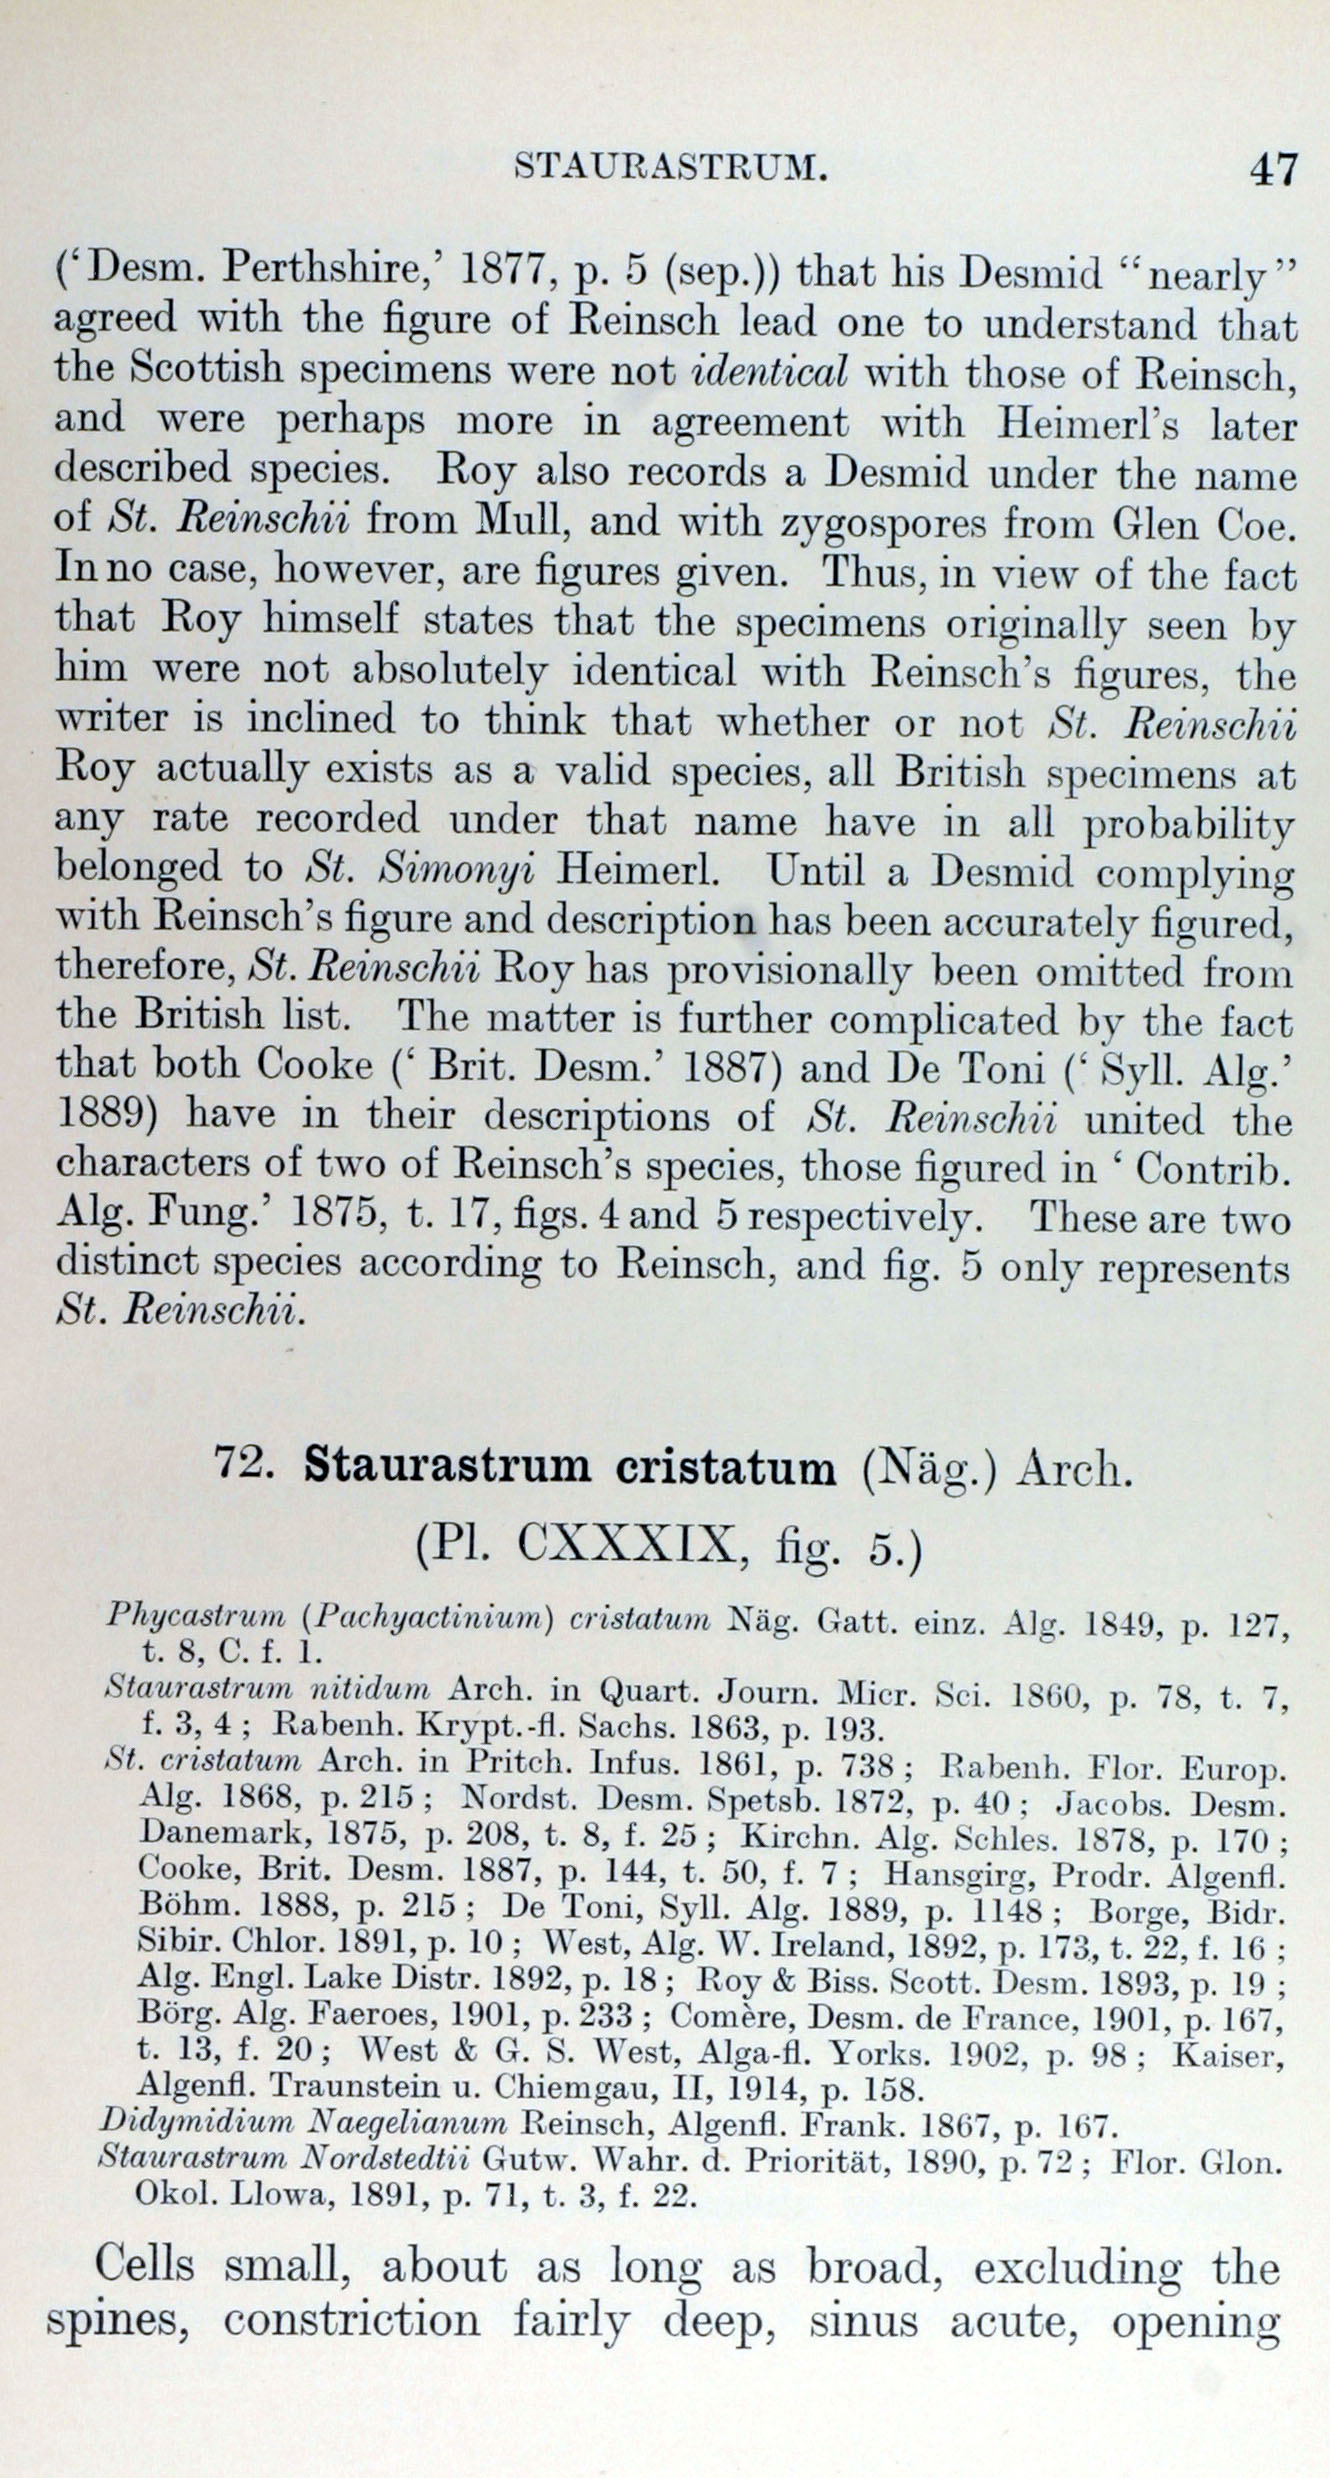 STAURASTRUM. 47
(‘Desm. Perthshire,’ 1877, p. 5 (sep.)) that his Desmid “nearly”
agreed with the figure of Reinsch lead one to understand that
the Scottish specimens were not identical with those of Reinsch,
and were perhaps more in agreement with Heimerl’s later
described species. Roy also records a Desmid under the name
of St. Reinschii from Mull, and with zygospores from Glen Coe.
In no case, however, are figures given. Thus, in view of the fact
that Roy himself states that the specimens originally seen by
him were not absolutely identical with Reinsch’s figures, the
writer is inclined to think that whether or not St. Reinschii
Roy actually exists as a valid species, all British specimens at
any rate recorded under that name have in all probability
belonged to St. Simonyi Heimerl. Until a Desmid complying
with Reinsch’s figure and description has been accurately figured,
therefore, St. Reinschii Roy has provisionally been omitted from
the British list. The matter is further complicated by the fact
that both Cooke (‘ Brit. Desm.’ 1887) and De Toni (‘ Syll. Alg.’
1889) have in their descriptions of St. Reinschii united the
characters of two of Reinsch’s species, those figured in ‘ Contrib.
Alg. Fung.’ 1875, t. 17, figs. 4 and 5 respectively. These are two
distinct species according to Reinsch, and fig. 5 only represents
St. Reinschii.
72. Staurastrum cristatum (Näg.) Arch.
(Pl. CXXXIX, fig. 5.)
Phycastrum (Pachyactinium) cristatum Näg. Gatt. einz. Alg. 1849, p. 127,
t. 8, C. f. 1.
Staurastrum nitidum Arch. in Quart. Journ. Micr. Sci. 1860, p. 78, t. 7,
f. 3, 4 ; Rabenh. Krypt.-fl. Sachs. 1863, p. 193.
St. cristatum Arch. in Pritch. Infus. 1861, p. 738 ; Rabenh. Flor. Europ.
Alg. 1868, p. 215 ; Nordst. Desm. Spetsb. 1872, p. 40 ; Jacobs. Desm.
Danemark, 1875, p. 208, t. 8, f. 25 ; Kirchn. Alg. Schles. 1878, p. 170 ;
Cooke, Brit. Desm. 1887, p. 144, t. 50, f. 7 ; Hansgirg, Prodr. Algenfl.
Böhm. 1888, p. 215 ; De Toni, Syll. Alg. 1889, p. 1148 ; Borge, Bidr.
Sibir. Chlor. 1891, p. 10 ; West, Alg. W. Ireland, 1892, p. 173, t. 22, f. 16 ;
Alg. Engl. Lake Distr. 1892, p. 18 ; Roy & Biss. Scott. Desm. 1893, p. 19 ;
Börg. Alg. Faeroes, 1901, p. 233 ; Comère, Desm. de France, 1901, p. 167,
t. 13, f. 20 ; West & G. S. West, Alga-fl. Yorks. 1902, p. 98 ; Kaiser,
Algenfl. Traunstein u. Chiemgau, II, 1914, p. 158.
Didymidium Naegelianum Reinsch, Algenfl. Frank. 1867, p. 167.
Staurastrum Nordstedtii Gutw. Wahr. d. Priorität, 1890, p. 72 ; Flor. Glon.
Okol. Llowa, 1891, p. 71, t. 3, f. 22.
Cells small, about as long as broad, excluding the
spines, constriction fairly deep, sinus acute, opening